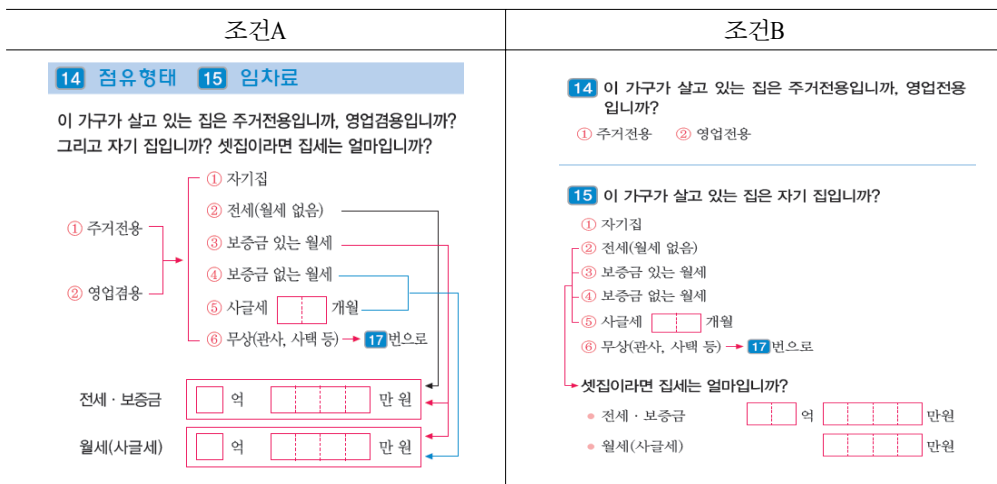 조건A
조건B
14 점유형태 15 임차료
이 가구가 살고 있는 집은 주거전용입니까, 영업겸용입니까?
그리고 자기 집입니까? 셋집이라면 집세는 얼마입니까?
① 주거전용
② 영업겸용
① 자기집
② 전세(월세 없음)
③ 보증금 있는 월세
④ 보증금 없는 월세
⑤ 사글세 개월
⑥ 무상(관사, 사택 등) → 17번으로
전세 · 보증금 억 만 원
월세(사글세) 억 만 원
14 이 가구가 살고 있는 집은 주거전용입니까, 영업전용
입니까?
① 주거전용 ② 영업전용
15 이 가구가 살고 있는 집은 자기 집입니까?
① 자기집
② 전세(월세 없음)
③ 보증금 있는 월세
④ 보증금 없는 월세
⑤ 사글세 개월
⑥ 무상(관사, 사택 등) → 17번으로
셋집이라면 집세는 얼마입니까?
• 전세 · 보증금 억 만원
• 월세(사글세) 만원